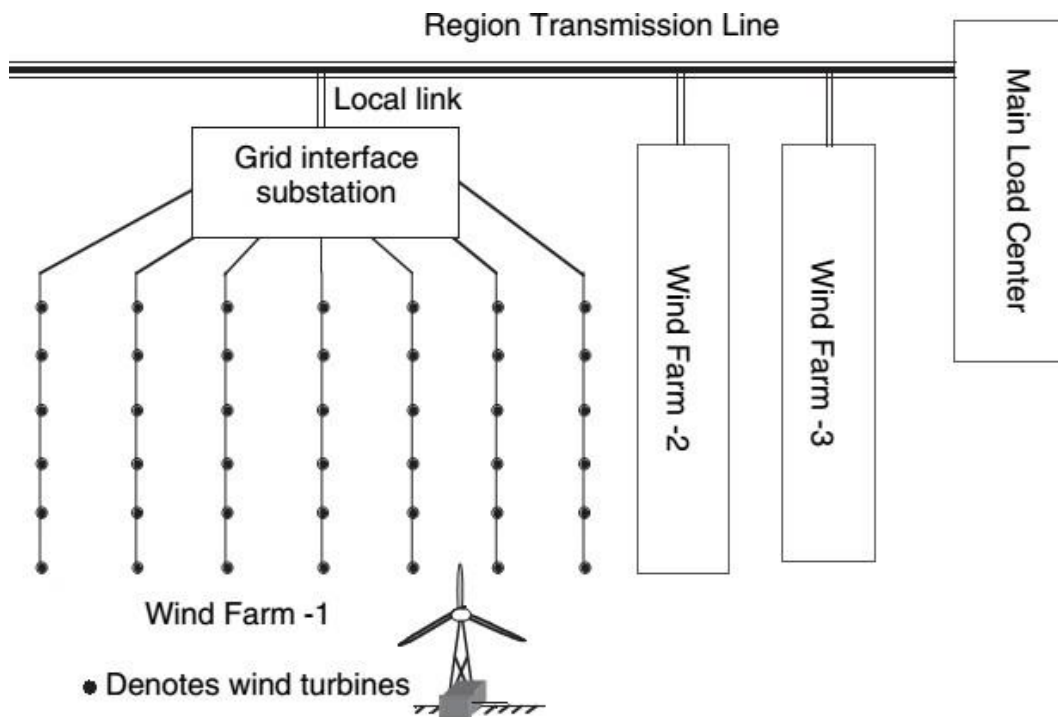 Region Transmission Line
Local link
Grid interface
substation
Wind Farm -2
Wind Farm -3
Main Load Center
Wind Farm -1
Denotes wind turbines